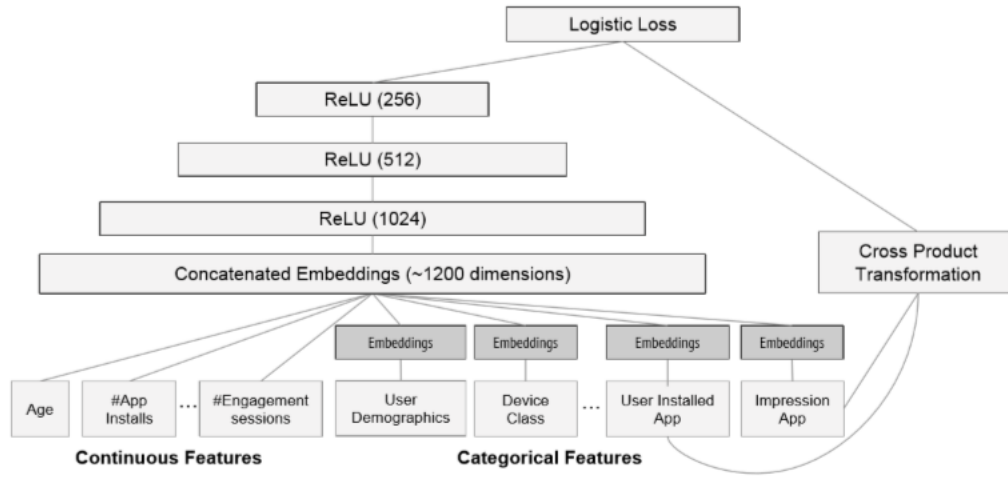 Logistic Loss
ReLU (256)
ReLU (512)
ReLU (1024)
Cross Product
Transformation
Concatenated Embeddings (~1200 dimensions)
Embeddings
Embeddings
Embeddings
Embeddings
Age
#App
Installs
...
#Engagement
sessions
User
Demographics
Device
Class
...
User Installed
App
Impression
App
Continuous Features
Categorical Features